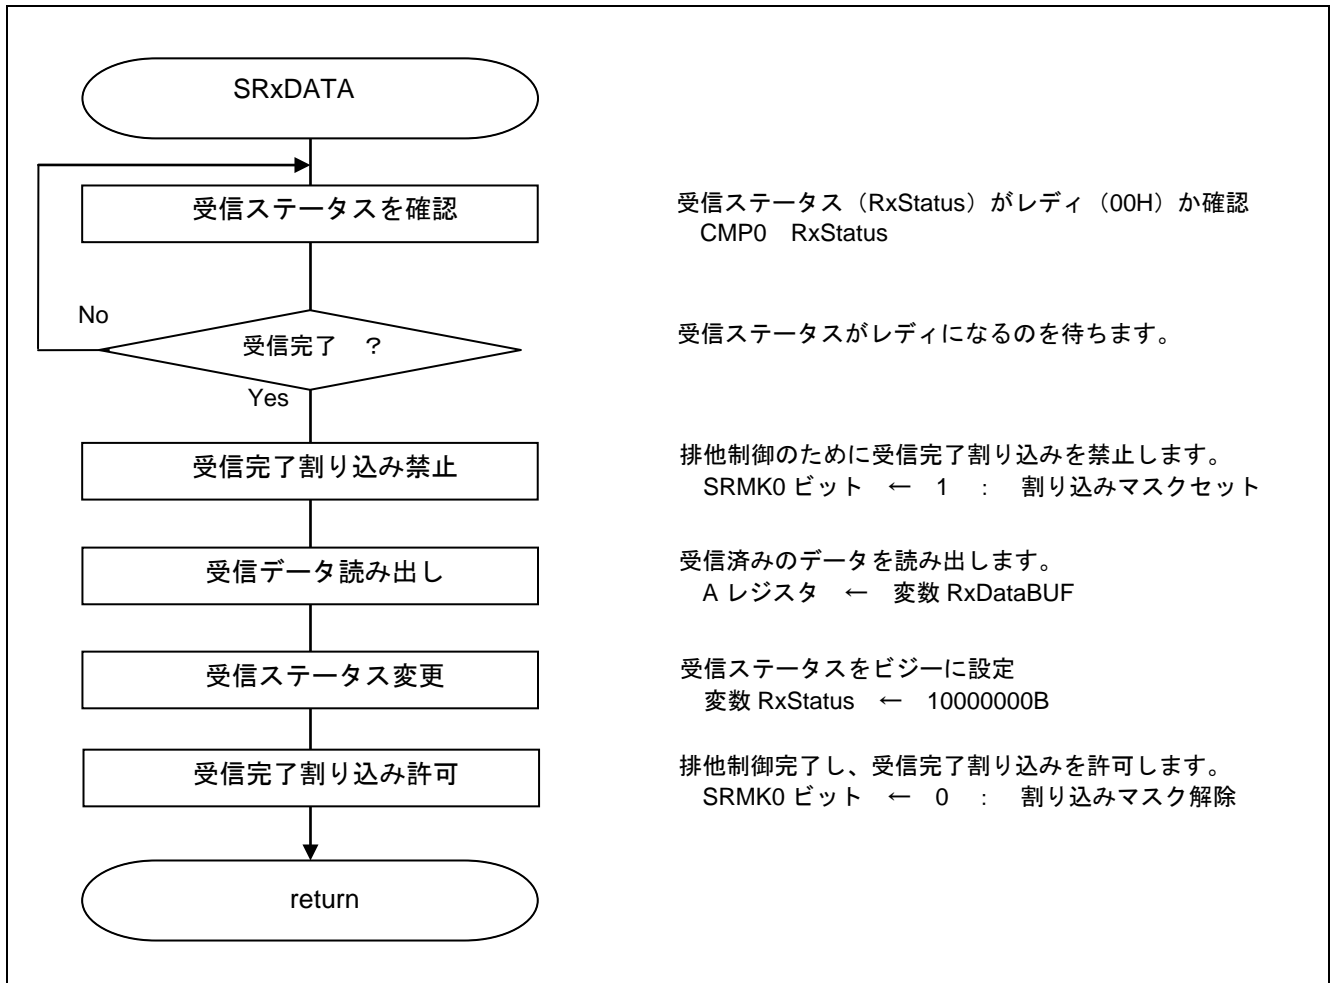 SRxDATA
受信ステータスを確認
受信ステータス（RxStatus）がレディ（00H）か確認
CMP0　RxStatus
No
受信完了　？
受信ステータスがレディになるのを待ちます。
Yes
受信完了割り込み禁止
排他制御のために受信完了割り込みを禁止します。
SRMK0 ビット　←　1　：　割り込みマスクセット
受信データ読み出し
受信済みのデータを読み出します。
A レジスタ　←　変数 RxDataBUF
受信ステータス変更
受信ステータスをビジーに設定
変数 RxStatus　←　10000000B
受信完了割り込み許可
排他制御完了し、受信完了割り込みを許可します。
SRMK0 ビット　←　0　：　割り込みマスク解除
return